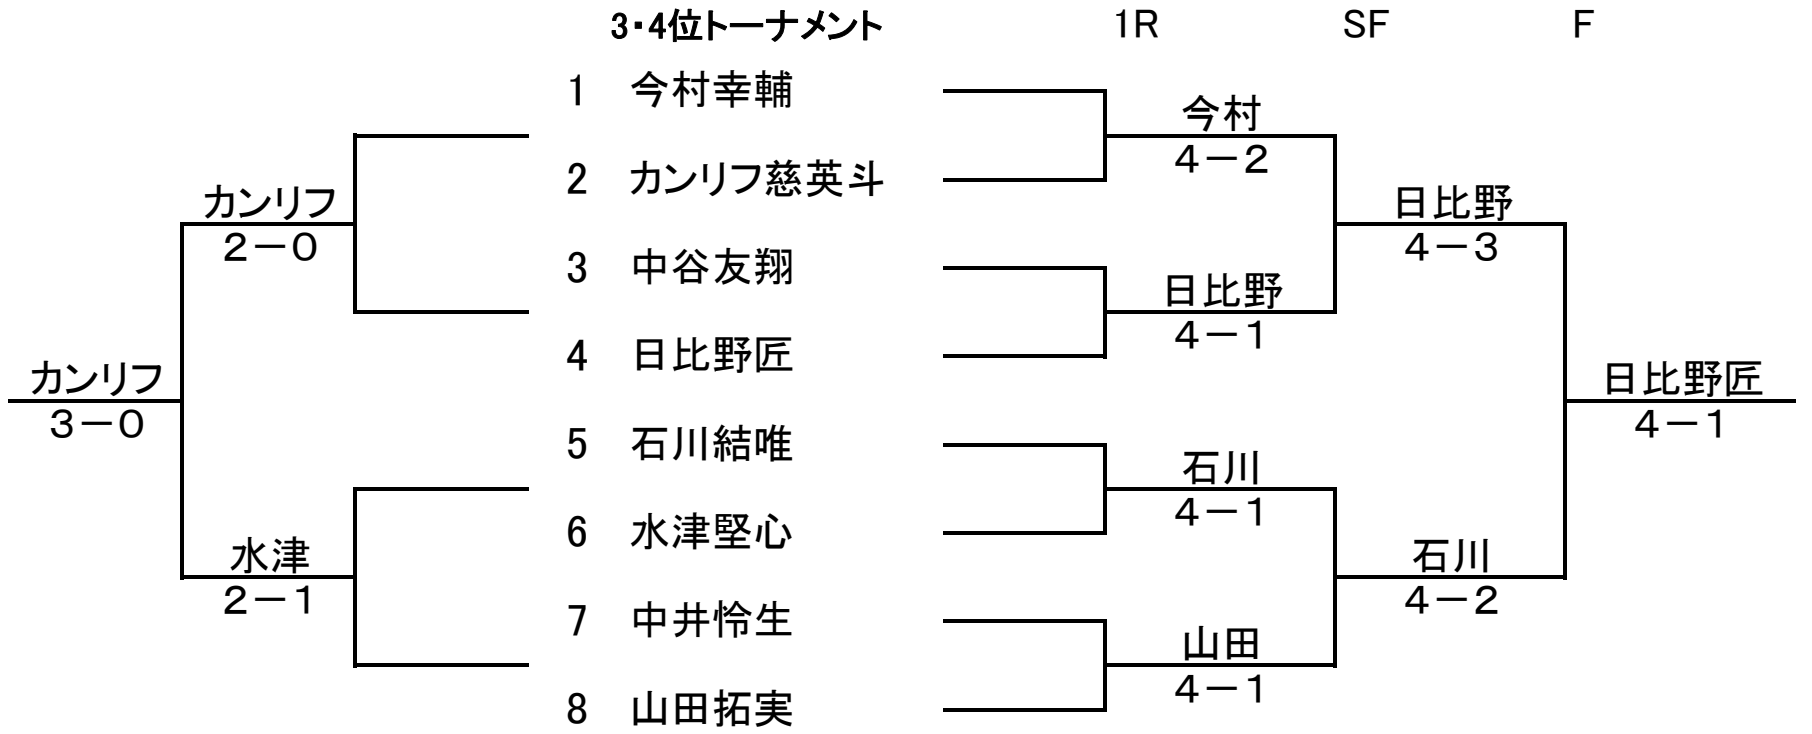 3・4位トーナメント 1R SF F
1 今村幸輔
今村
4－2
2 カンリフ慈英斗
カンリフ
2－0
日比野
4－3
3 中谷友翔
日比野
4－1
4 日比野匠
カンリフ
3－0
日比野匠
4－1
5 石川結唯
石川
4－1
6 水津堅心
水津
2－1
石川
4－2
7 中井怜生
山田
4－1
8 山田拓実